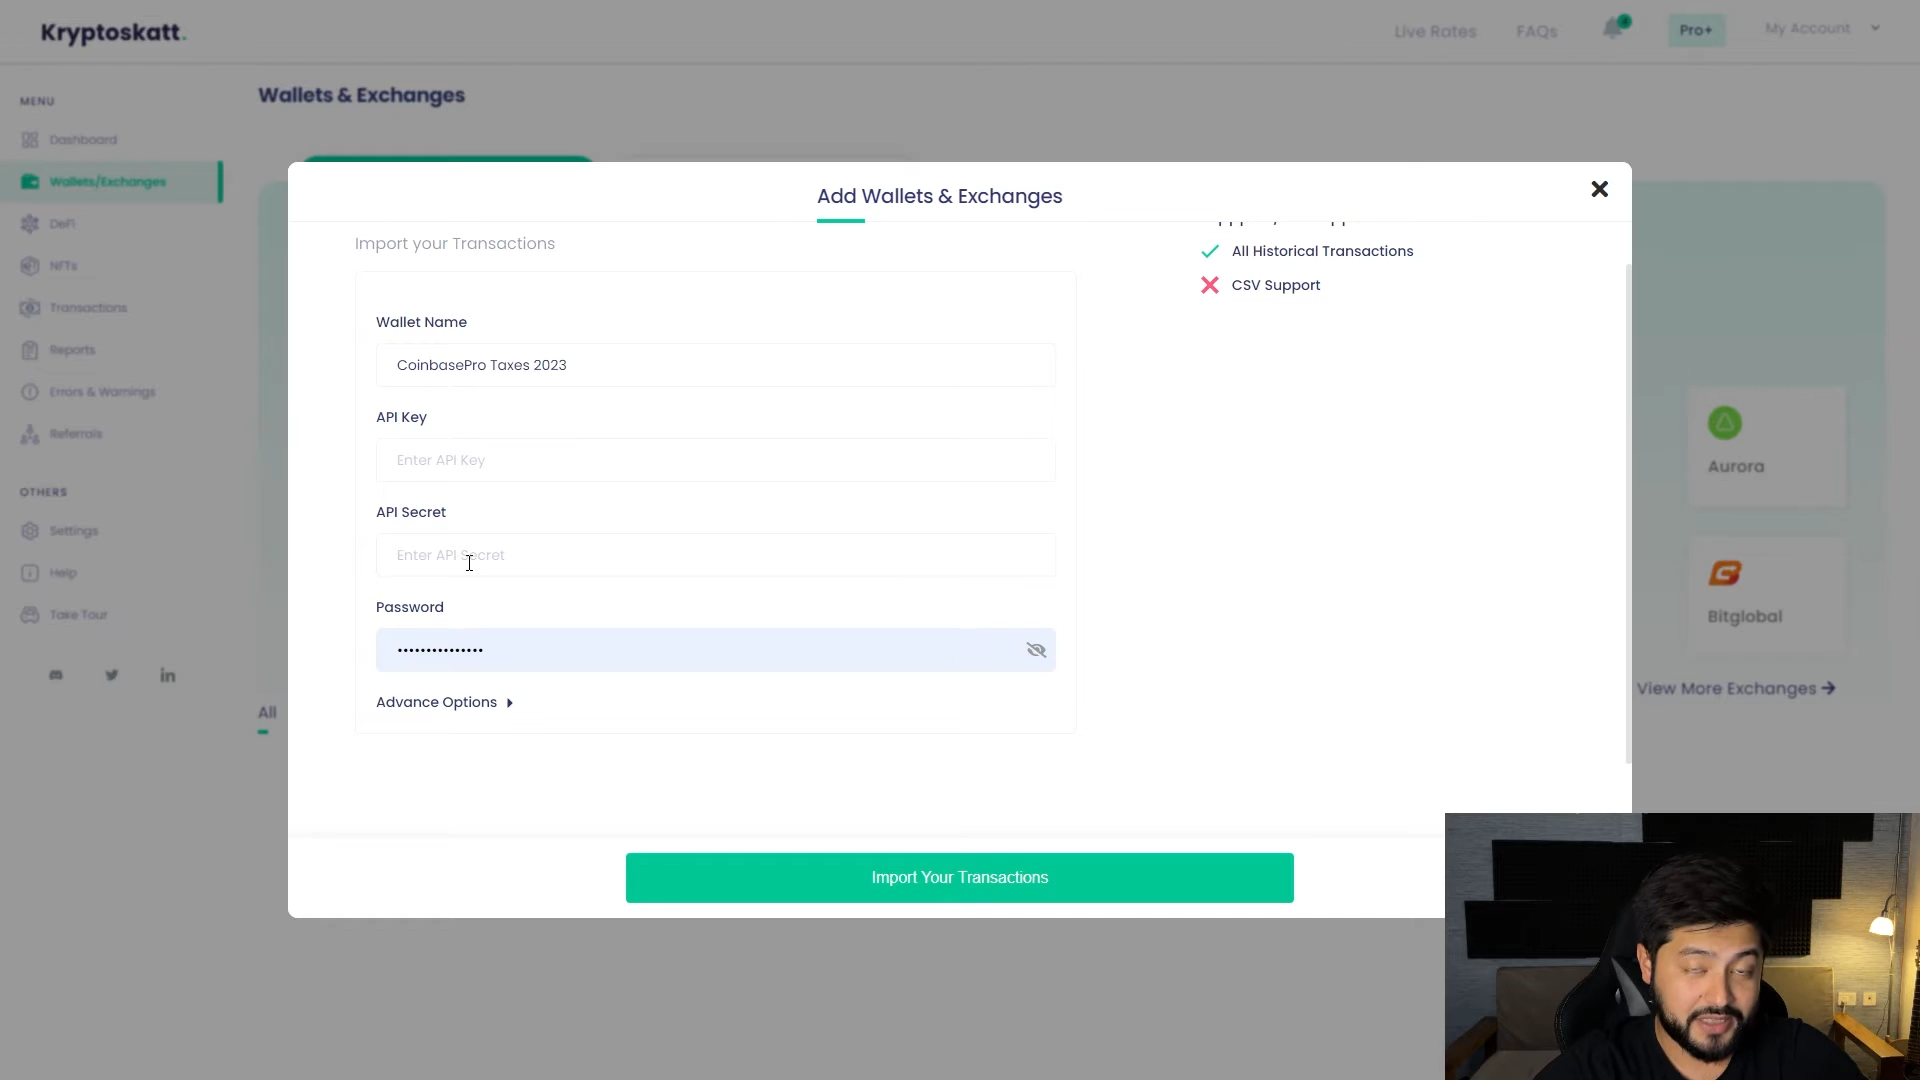 Kryptoskatt.
Live Rates
FAQs
Pro+
My Account
MENU
Dashboard
Wallets/Exchanges
DeFi
NFTs
Transactions
Reports
Errors & Warnings
Referrals
OTHERS
Settings
Help
Take Tour
Wallets & Exchanges
Add Wallets & Exchanges
Import your Transactions
Wallet Name
CoinbasePro Taxes 2023
API Key
Enter API Key
API Secret
Enter API Secret
Password
•••••••••••••••
Advance Options
All Historical Transactions
CSV Support
Import Your Transactions
Aurora
Bitglobal
View More Exchanges
All